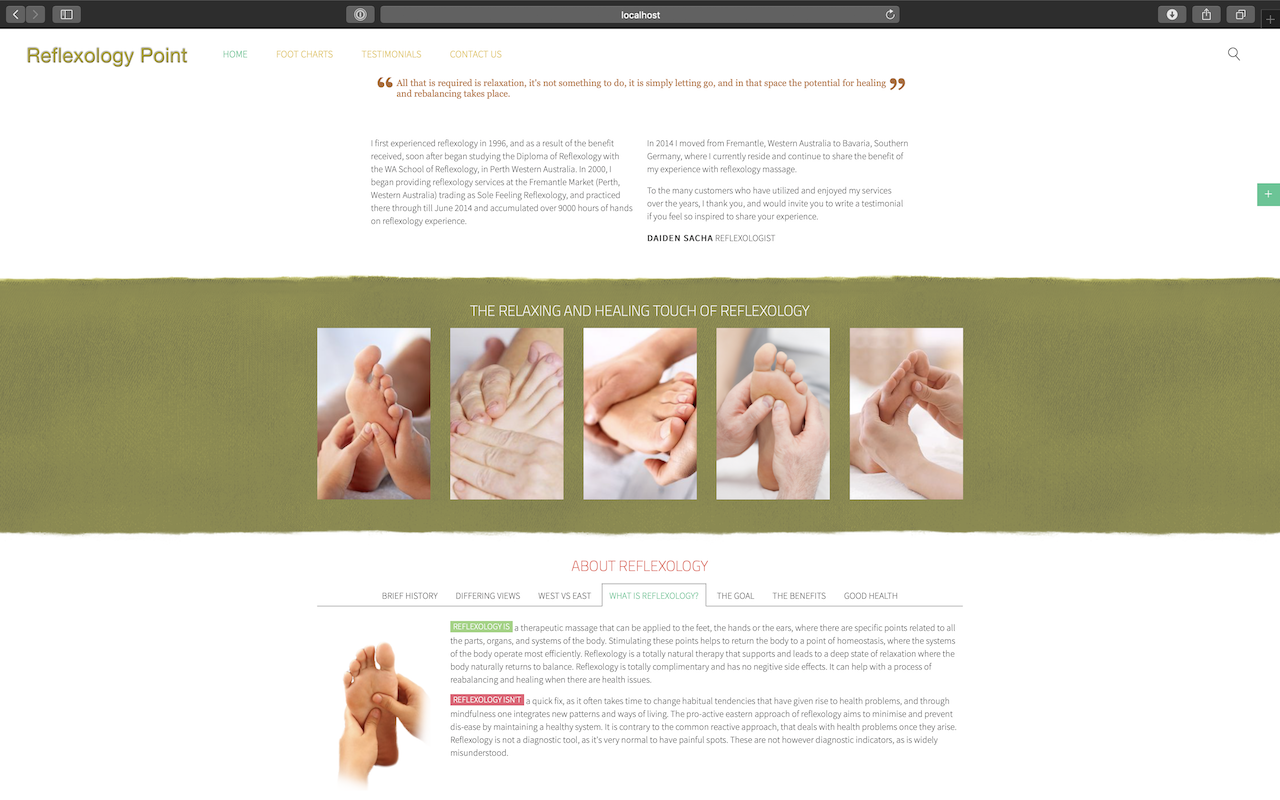 localhost
Reflexology Point
HOME
FOOT CHARTS
TESTIMONIALS
CONTACT US
All that is required is relaxation, it's not something to do, it is simply letting go, and in that space the potential for healing
and rebalancing takes place.
I first experienced reflexology in 1996, and as a result of the benefit
received, soon after began studying the Diploma of Reflexology with
the WA School of Reflexology, in Perth Western Australia. In 2000, I
began providing reflexology services at the Fremantle Market (Perth,
Western Australia) trading as Sole Feeling Reflexology, and practiced
there through till June 2014 and accumulated over 9000 hours of hands
on reflexology experience.
In 2014 I moved from Fremantle, Western Australia to Bavaria, Southern
Germany, where I currently reside and continue to share the benefit of
my experience with reflexology massage.
To the many customers who have utilized and enjoyed my services
over the years, I thank you, and would invite you to write a testimonial
if you feel so inspired to share your experience.
DAIDEN SACHA REFLEXOLOGIST
THE RELAXING AND HEALING TOUCH OF REFLEXOLOGY
ABOUT REFLEXOLOGY
BRIEF HISTORY
DIFFERING VIEWS
WEST VS EAST
WHAT IS REFLEXOLOGY?
THE GOAL
THE BENEFITS
GOOD HEALTH
REFLEXOLOGY IS a therapeutic massage that can be applied to the feet, the hands or the ears, where there are specific points related to all
the parts, organs, and systems of the body. Stimulating these points helps to return the body to a point of homeostasis, where the systems
of the body operate most efficiently. Reflexology is a totally natural therapy that supports and leads to a deep state of relaxation where the
body naturally returns to balance. Reflexology is totally complimentary and has no negitive side effects. It can help with a process of
reabalancing and healing when there are health issues.
REFLEXOLOGY ISN'T a quick fix, as it often takes time to change habitual tendencies that have given rise to health problems, and through
mindfulness one integrates new patterns and ways of living. The pro-active eastern approach of reflexology aims to minimise and prevent
dis-ease by maintaining a healthy system. It is contrary to the common reactive approach, that deals with health problems once they arise.
Reflexology is not a diagnostic tool, as it's very normal to have painful spots. These are not however diagnostic indicators, as is widely
misunderstood.